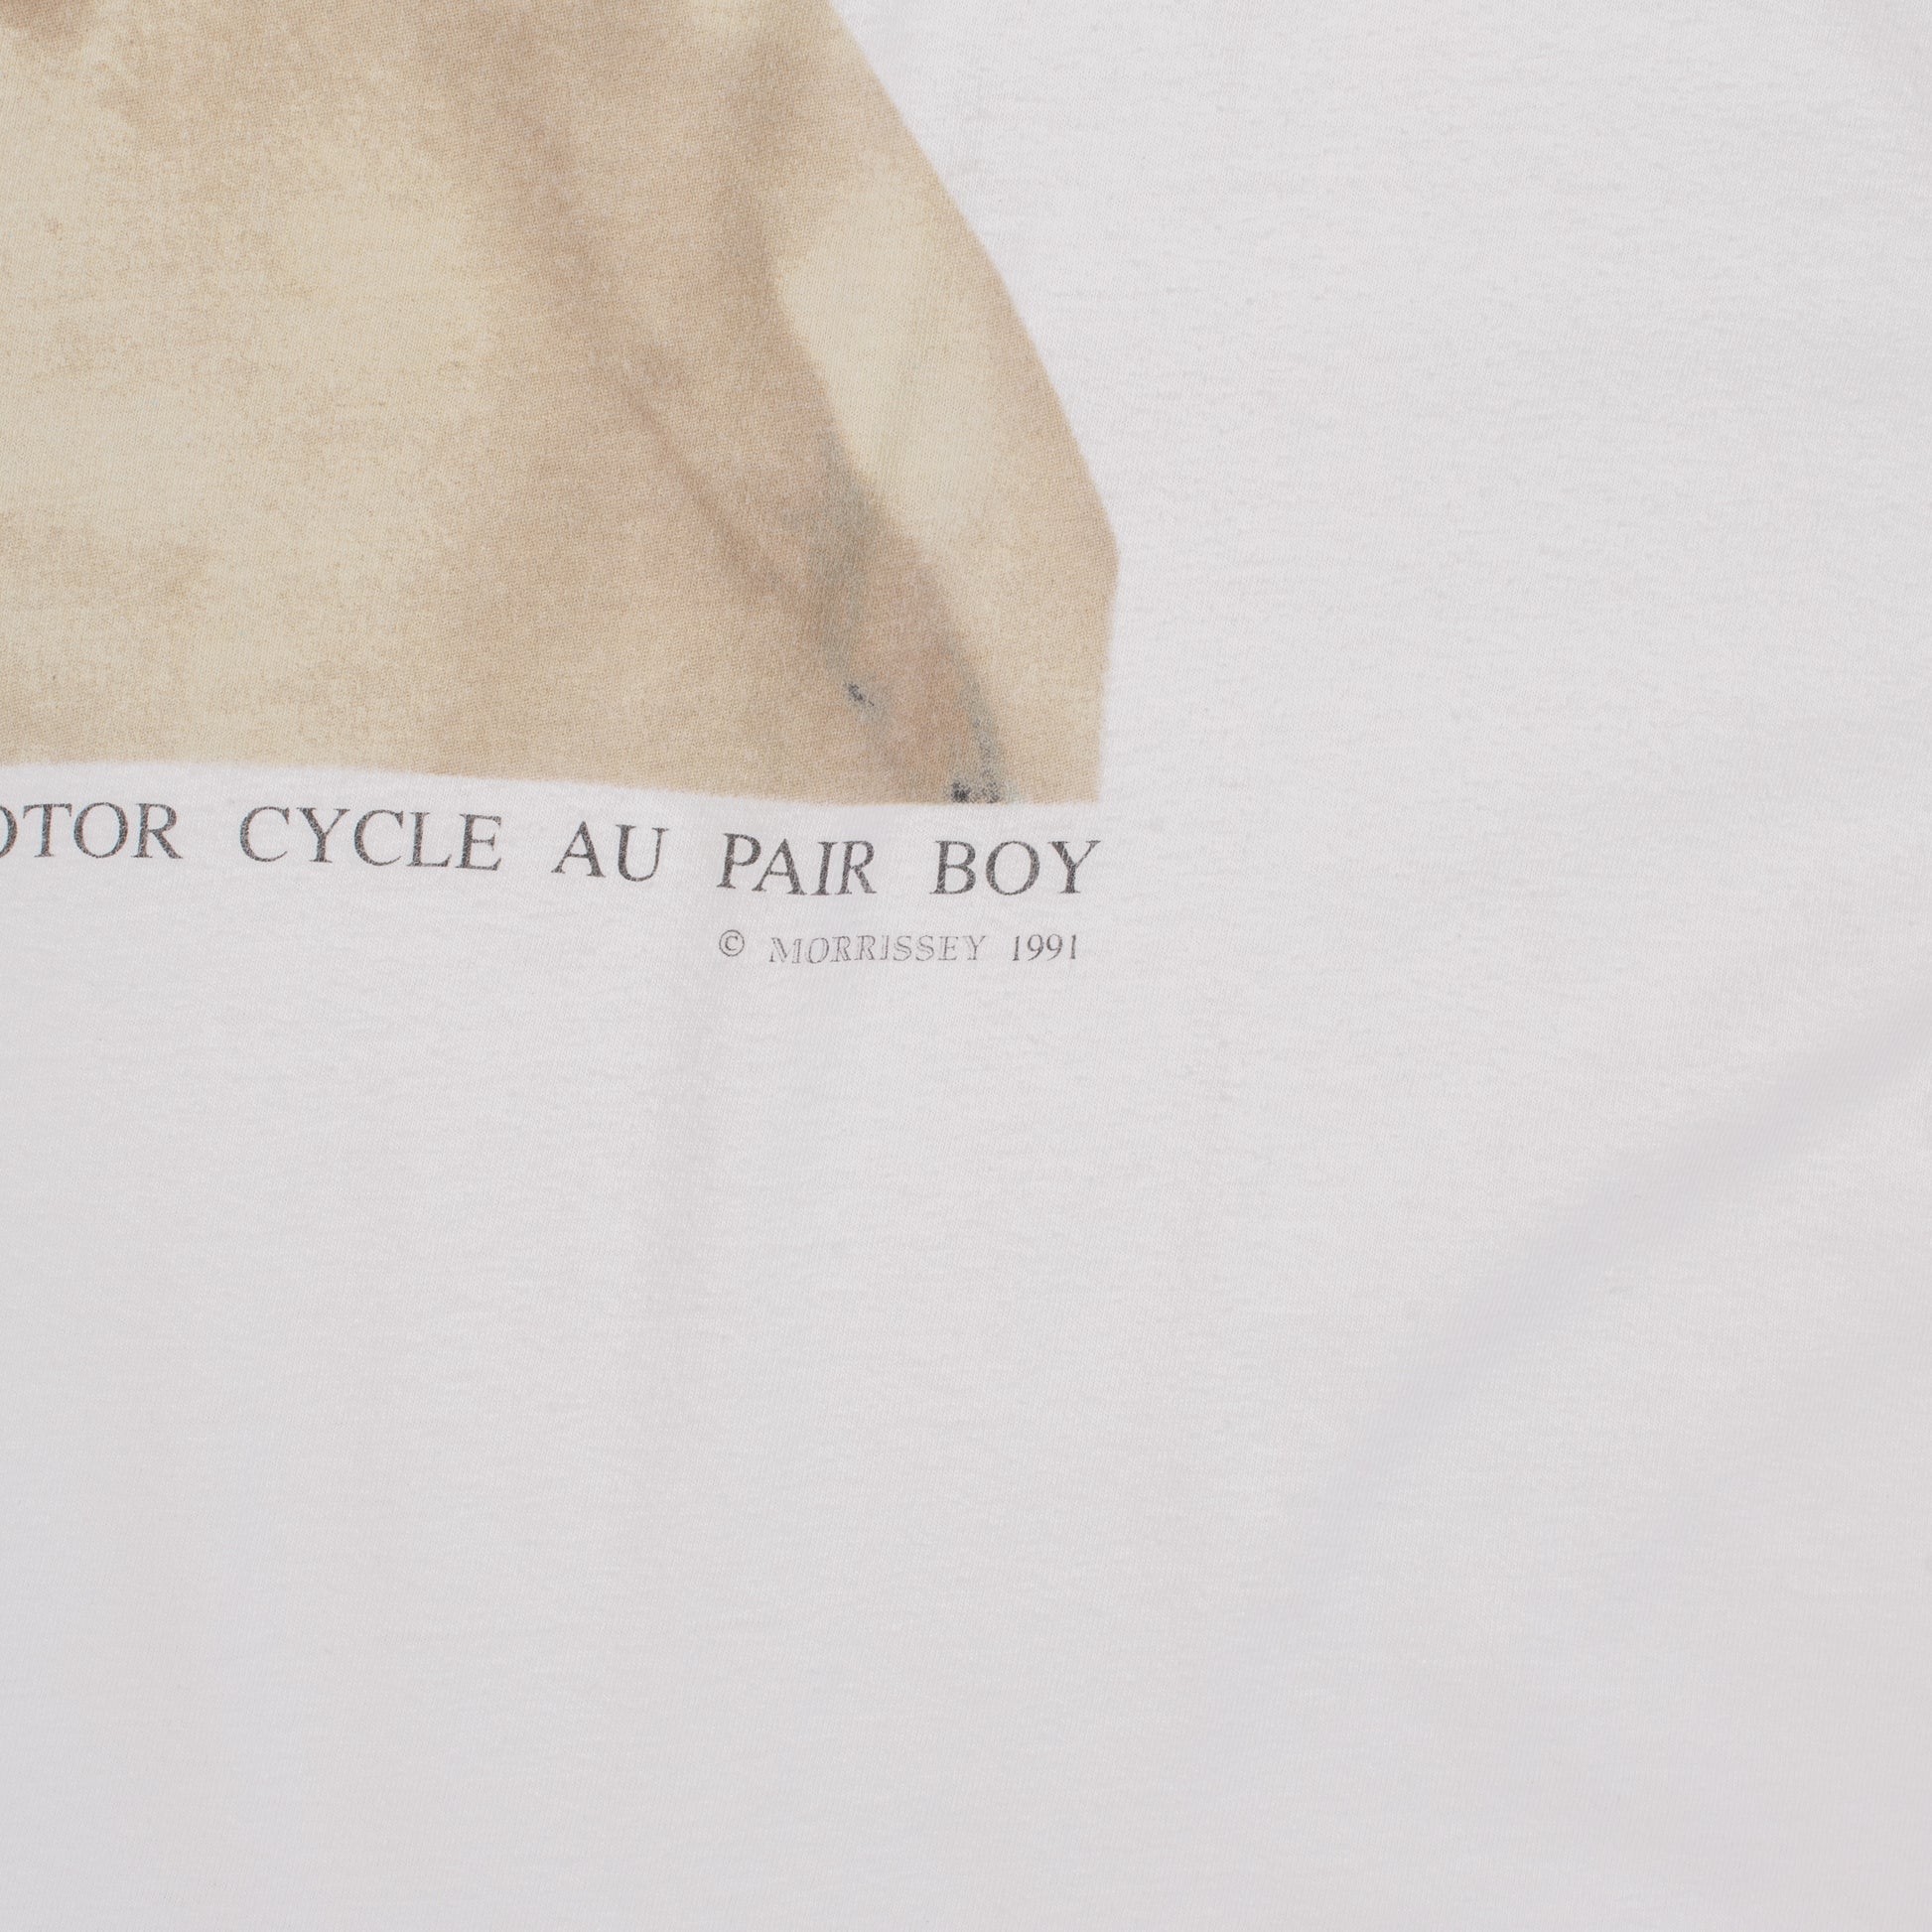 OTOR CYCLE AU PAIR BOY
© MORRISSEY 1991